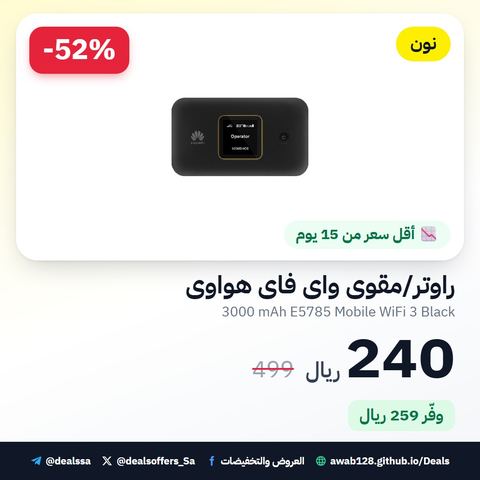 -52%
نون
Operator
HUAWEI
أقل سعر من 15 يوم
راوتر/مقوى واى فاى هواوى
3000 mAh E5785 Mobile WiFi 3 Black
240 ريال 499
وفّر 259 ريال
@dealssa @dealsoffers_Sa العروض والتخفيضات awab128.github.io/Deals